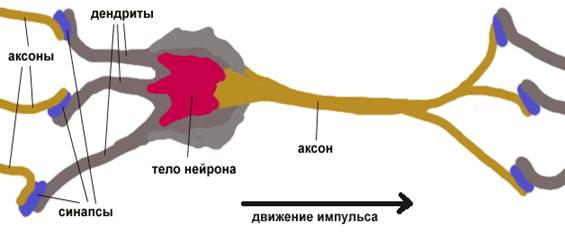 дендриты
аксоны
аксон
тело нейрона
синапсы
движение импульса